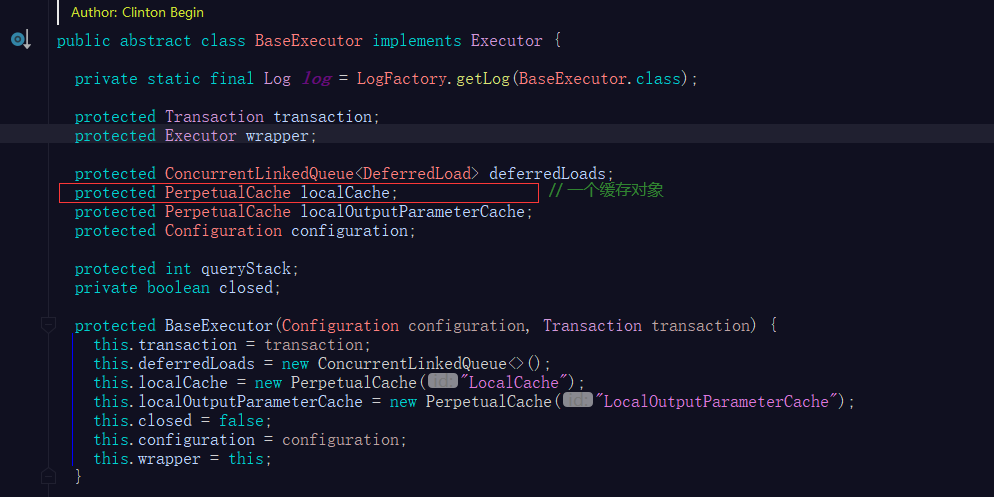 Author: Clinton Begin
public abstract class BaseExecutor implements Executor {
private static final Log log = LogFactory.getLog(BaseExecutor.class);
protected Transaction transaction;
protected Executor wrapper;
protected ConcurrentLinkedQueue<DeferredLoad> deferredLoads;
protected PerpetualCache localCache; // 一个缓存对象
protected PerpetualCache localOutputParameterCache;
protected Configuration configuration;
protected int queryStack;
private boolean closed;
protected BaseExecutor(Configuration configuration, Transaction transaction) {
this.transaction = transaction;
this.deferredLoads = new ConcurrentLinkedQueue<>();
this.localCache = new PerpetualCache( id: "LocalCache");
this.localOutputParameterCache = new PerpetualCache( id: "LocalOutputParameterCache");
this.closed = false;
this.configuration = configuration;
this.wrapper = this;
}